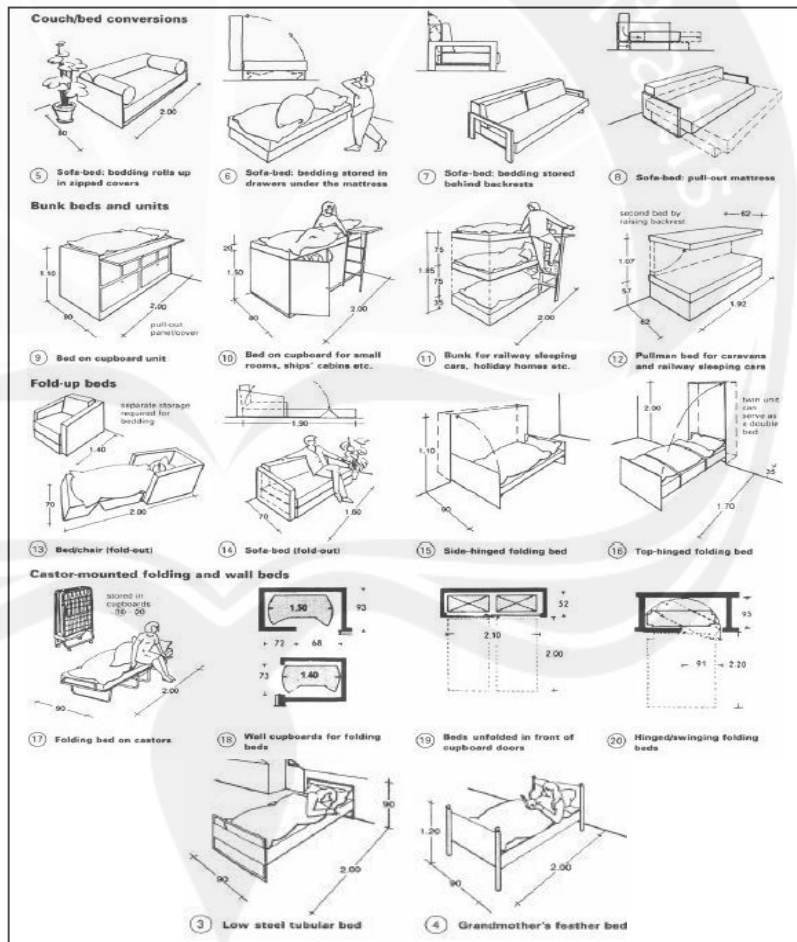 Couch/bed conversions
2.00
80
5 Sofa-bed: bedding rolls up
in zipped covers
6 Sofa-bed: bedding stored in
drawers under the mattress
7 Sofa-bed: bedding stored
behind backrests
8 Sofa-bed: pull-out mattress
Bunk beds and units
1.10
90
2.00
pull-out
panel/cover
9 Bed on cupboard unit
20
1.50
80
2.00
10 Bed on cupboard for small
rooms, ships' cabins etc.
75
1.85
75
35
2.00
11 Bunk for railway sleeping
cars, holiday homes etc.
second bed by
raising backrest
62
1.07
57
62
1.92
12 Pullman bed for caravans
and railway sleeping cars
Fold-up beds
separate storage
required for
bedding
1.40
70
2.00
13 Bed/chair (fold-out)
1.90
70
1.60
14 Sofa-bed (fold-out)
1.10
90
15 Side-hinged folding bed
2.00
twin unit
can
serve as
a double
bed
35
1.70
16 Top-hinged folding bed
Castor-mounted folding and wall beds
stored in
cupboards
90
2.00
17 Folding bed on castors
1.50
93
72 68
73
1.40
18 Wall cupboards for folding
beds
52
2.10
2.00
19 Beds unfolded in front of
cupboard doors
95
91 2.20
20 Hinged/swinging folding
beds
90
90
2.00
3 Low steel tubular bed
1.20
90
2.00
4 Grandmother's feather bed